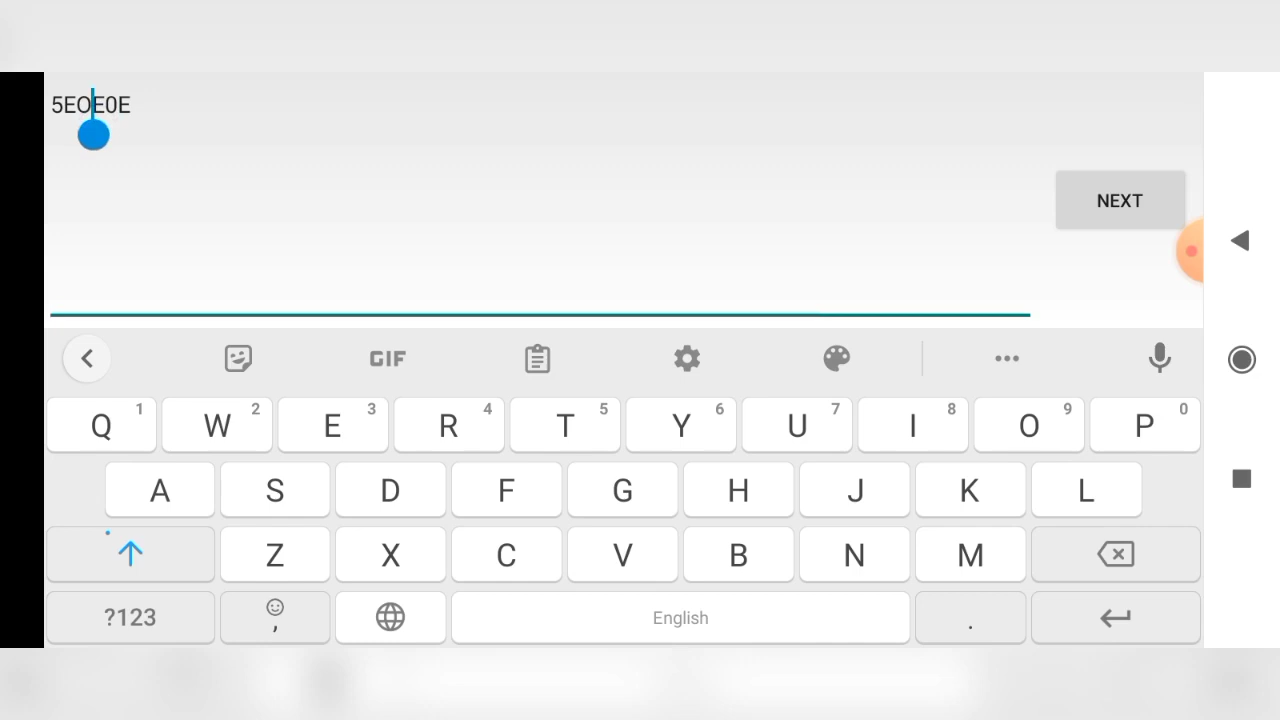 5EOE0E
NEXT
GIF
Q 1 W 2 E 3 R 4 T 5 Y 6 U 7 I 8 O 9 P 0
A S D F G H J K L
Z X C V B N M
?123 , English .